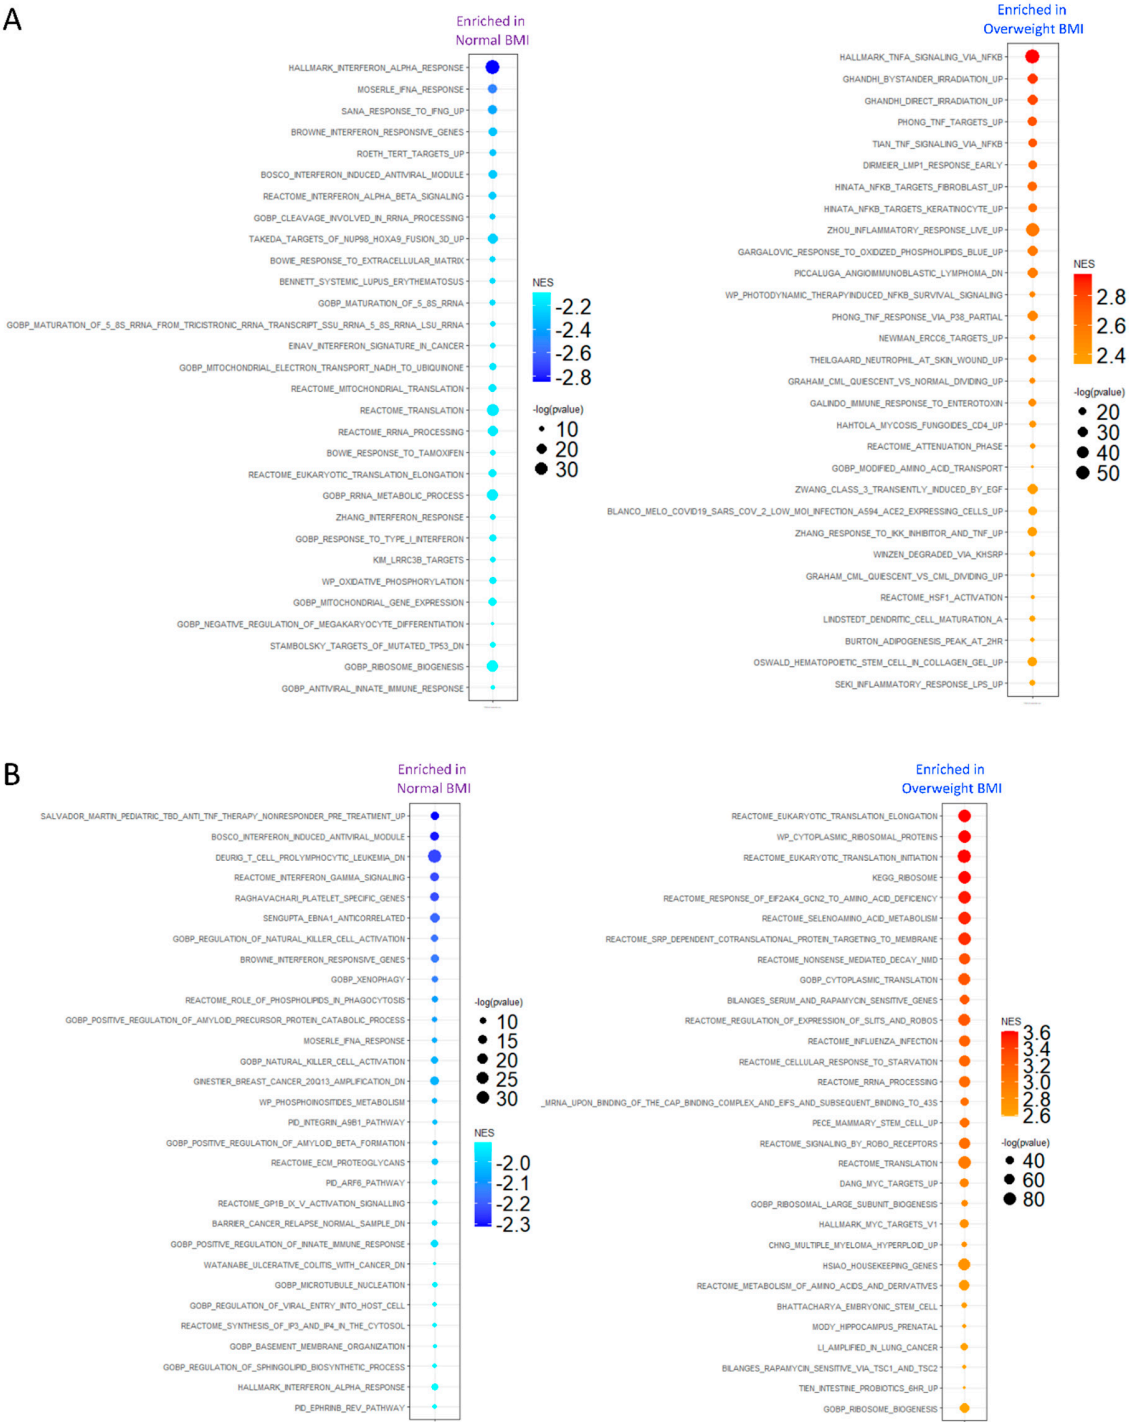 A
Enriched in
Normal BMI
HALLMARK_INTERFERON_ALPHA_RESPONSE
MOSERLE_IFNA_RESPONSE
SANA_RESPONSE_TO_IFNG_UP
BROWNE_INTERFERON_RESPONSIVE_GENES
ROETH_TERT_TARGETS_UP
BOSCO_INTERFERON_INDUCED_ANTIVIRAL_MODULE
REACTOME_INTERFERON_ALPHA_BETA_SIGNALING
GOBP_CLEAVAGE_INVOLVED_IN_RRNA_PROCESSING
TAKEDA_TARGETS_OF_NUP98_HOXA9_FUSION_3D_UP
BOWIE_RESPONSE_TO_EXTRACELLULAR_MATRIX
BENNETT_SYSTEMIC_LUPUS_ERYTHEMATOSUS
GOBP_MATURATION_OF_5_8S_RRNA
GOBP_MATURATION_OF_5_8S_RRNA_FROM_TRICISTRONIC_RRNA_TRANSCRIPT_SSU_RRNA_5_8S_RRNA_LSU_RRNA
EINAV_INTERFERON_SIGNATURE_IN_CANCER
GOBP_MITOCHONDRIAL_ELECTRON_TRANSPORT_NADH_TO_UBIQUINONE
REACTOME_MITOCHONDRIAL_TRANSLATION
REACTOME_TRANSLATION
REACTOME_RRNA_PROCESSING
BOWIE_RESPONSE_TO_TAMOXIFEN
REACTOME_EUKARYOTIC_TRANSLATION_ELONGATION
GOBP_RRNA_METABOLIC_PROCESS
ZHANG_INTERFERON_RESPONSE
GOBP_RESPONSE_TO_TYPE_I_INTERFERON
KIM_LRRC3B_TARGETS
WP_OXIDATIVE_PHOSPHORYLATION
GOBP_MITOCHONDRIAL_GENE_EXPRESSION
GOBP_NEGATIVE_REGULATION_OF_MEGAKARYOCYTE_DIFFERENTIATION
STAMBOLSKY_TARGETS_OF_MUTATED_TP53_DN
GOBP_RIBOSOME_BIOGENESIS
GOBP_ANTIVIRAL_INNATE_IMMUNE_RESPONSE
NES
-2.2
-2.4
-2.6
-2.8
-log(pvalue)
10
20
30
Enriched in
Overweight BMI
HALLMARK_TNFA_SIGNALING_VIA_NFKB
GHANDHI_BYSTANDER_IRRADIATION_UP
GHANDHI_DIRECT_IRRADIATION_UP
PHONG_TNF_TARGETS_UP
TIAN_TNF_SIGNALING_VIA_NFKB
DIRMEIER_LMP1_RESPONSE_EARLY
HINATA_NFKB_TARGETS_FIBROBLAST_UP
HINATA_NFKB_TARGETS_KERATINOCYTE_UP
ZHOU_INFLAMMATORY_RESPONSE_LIVE_UP
GARGALOVIC_RESPONSE_TO_OXIDIZED_PHOSPHOLIPIDS_BLUE_UP
PICCALUGA_ANGIOIMMUNOBLASTIC_LYMPHOMA_DN
WP_PHOTODYNAMIC_THERAPYINDUCED_NFKB_SURVIVAL_SIGNALING
PHONG_TNF_RESPONSE_VIA_P38_PARTIAL
NEWMAN_ERCC6_TARGETS_UP
THEILGAARD_NEUTROPHIL_AT_SKIN_WOUND_UP
GRAHAM_CML_QUIESCENT_VS_NORMAL_DIVIDING_UP
GALINDO_IMMUNE_RESPONSE_TO_ENTEROTOXIN
HAHTOLA_MYCOSIS_FUNGOIDES_CD4_UP
REACTOME_ATTENUATION_PHASE
GOBP_MODIFIED_AMINO_ACID_TRANSPORT
ZWANG_CLASS_3_TRANSIENTLY_INDUCED_BY_EGF
BLANCO_MELO_COVID19_SARS_COV_2_LOW_MOI_INFECTION_A594_ACE2_EXPRESSING_CELLS_UP
ZHANG_RESPONSE_TO_IKK_INHIBITOR_AND_TNF_UP
WINZEN_DEGRADED_VIA_KHSRP
GRAHAM_CML_QUIESCENT_VS_CML_DIVIDING_UP
REACTOME_HSF1_ACTIVATION
LINDSTEDT_DENDRITIC_CELL_MATURATION_A
BURTON_ADIPOGENESIS_PEAK_AT_2HR
OSWALD_HEMATOPOIETIC_STEM_CELL_IN_COLLAGEN_GEL_UP
SEKI_INFLAMMATORY_RESPONSE_LPS_UP
NES
2.8
2.6
2.4
-log(pvalue)
20
30
40
50
B
Enriched in
Normal BMI
SALVADOR_MARTIN_PEDIATRIC_TBD_ANTI_TNF_THERAPY_NONRESPONDER_PRE_TREATMENT_UP
BOSCO_INTERFERON_INDUCED_ANTIVIRAL_MODULE
DEURIG_T_CELL_PROLYMPHOCYTIC_LEUKEMIA_DN
REACTOME_INTERFERON_GAMMA_SIGNALING
RAGHAVACHARI_PLATELET_SPECIFIC_GENES
SENGUPTA_EBNA1_ANTICORRELATED
GOBP_REGULATION_OF_NATURAL_KILLER_CELL_ACTIVATION
BROWNE_INTERFERON_RESPONSIVE_GENES
GOBP_XENOPHAGY
REACTOME_ROLE_OF_PHOSPHOLIPIDS_IN_PHAGOCYTOSIS
GOBP_POSITIVE_REGULATION_OF_AMYLOID_PRECURSOR_PROTEIN_CATABOLIC_PROCESS
MOSERLE_IFNA_RESPONSE
GOBP_NATURAL_KILLER_CELL_ACTIVATION
GINESTIER_BREAST_CANCER_20Q13_AMPLIFICATION_DN
WP_PHOSPHOINOSITIDES_METABOLISM
PID_INTEGRIN_A9B1_PATHWAY
GOBP_POSITIVE_REGULATION_OF_AMYLOID_BETA_FORMATION
REACTOME_ECM_PROTEOGLYCANS
PID_ARF6_PATHWAY
REACTOME_GP1B_IX_V_ACTIVATION_SIGNALLING
BARRIER_CANCER_RELAPSE_NORMAL_SAMPLE_DN
GOBP_POSITIVE_REGULATION_OF_INNATE_IMMUNE_RESPONSE
WATANABE_ULCERATIVE_COLITIS_WITH_CANCER_DN
GOBP_MICROTUBULE_NUCLEATION
GOBP_REGULATION_OF_VIRAL_ENTRY_INTO_HOST_CELL
REACTOME_SYNTHESIS_OF_IP3_AND_IP4_IN_THE_CYTOSOL
GOBP_BASEMENT_MEMBRANE_ORGANIZATION
GOBP_REGULATION_OF_SPHINGOLIPID_BIOSYNTHETIC_PROCESS
HALLMARK_INTERFERON_ALPHA_RESPONSE
PID_EPHRINB_REV_PATHWAY
-log(pvalue)
10
15
20
25
30
NES
-2.0
-2.1
-2.2
-2.3
Enriched in
Overweight BMI
REACTOME_EUKARYOTIC_TRANSLATION_ELONGATION
WP_CYTOPLASMIC_RIBOSOMAL_PROTEINS
REACTOME_EUKARYOTIC_TRANSLATION_INITIATION
KEGG_RIBOSOME
REACTOME_RESPONSE_OF_EIF2AK4_GCN2_TO_AMINO_ACID_DEFICIENCY
REACTOME_SELENOAMINO_ACID_METABOLISM
REACTOME_SRP_DEPENDENT_COTRANSLATIONAL_PROTEIN_TARGETING_TO_MEMBRANE
REACTOME_NONSENSE_MEDIATED_DECAY_NMD
GOBP_CYTOPLASMIC_TRANSLATION
BILANGES_SERUM_AND_RAPAMYCIN_SENSITIVE_GENES
REACTOME_REGULATION_OF_EXPRESSION_OF_SLITS_AND_ROBOS
REACTOME_INFLUENZA_INFECTION
REACTOME_CELLULAR_RESPONSE_TO_STARVATION
REACTOME_RRNA_PROCESSING
_MRNA_UPON_BINDING_OF_THE_CAP_BINDING_COMPLEX_AND_EIFS_AND_SUBSEQUENT_BINDING_TO_43S
PECE_MAMMARY_STEM_CELL_UP
REACTOME_SIGNALING_BY_ROBO_RECEPTORS
REACTOME_TRANSLATION
DANG_MYC_TARGETS_UP
GOBP_RIBOSOMAL_LARGE_SUBUNIT_BIOGENESIS
HALLMARK_MYC_TARGETS_V1
CHNG_MULTIPLE_MYELOMA_HYPERPLOID_UP
HSIAO_HOUSEKEEPING_GENES
REACTOME_METABOLISM_OF_AMINO_ACIDS_AND_DERIVATIVES
BHATTACHARYA_EMBRYONIC_STEM_CELL
MODY_HIPPOCAMPUS_PRENATAL
LI_AMPLIFIED_IN_LUNG_CANCER
BILANGES_RAPAMYCIN_SENSITIVE_VIA_TSC1_AND_TSC2
TIEN_INTESTINE_PROBIOTICS_6HR_UP
GOBP_RIBOSOME_BIOGENESIS
NES
3.6
3.4
3.2
3.0
2.8
2.6
-log(pvalue)
40
60
80